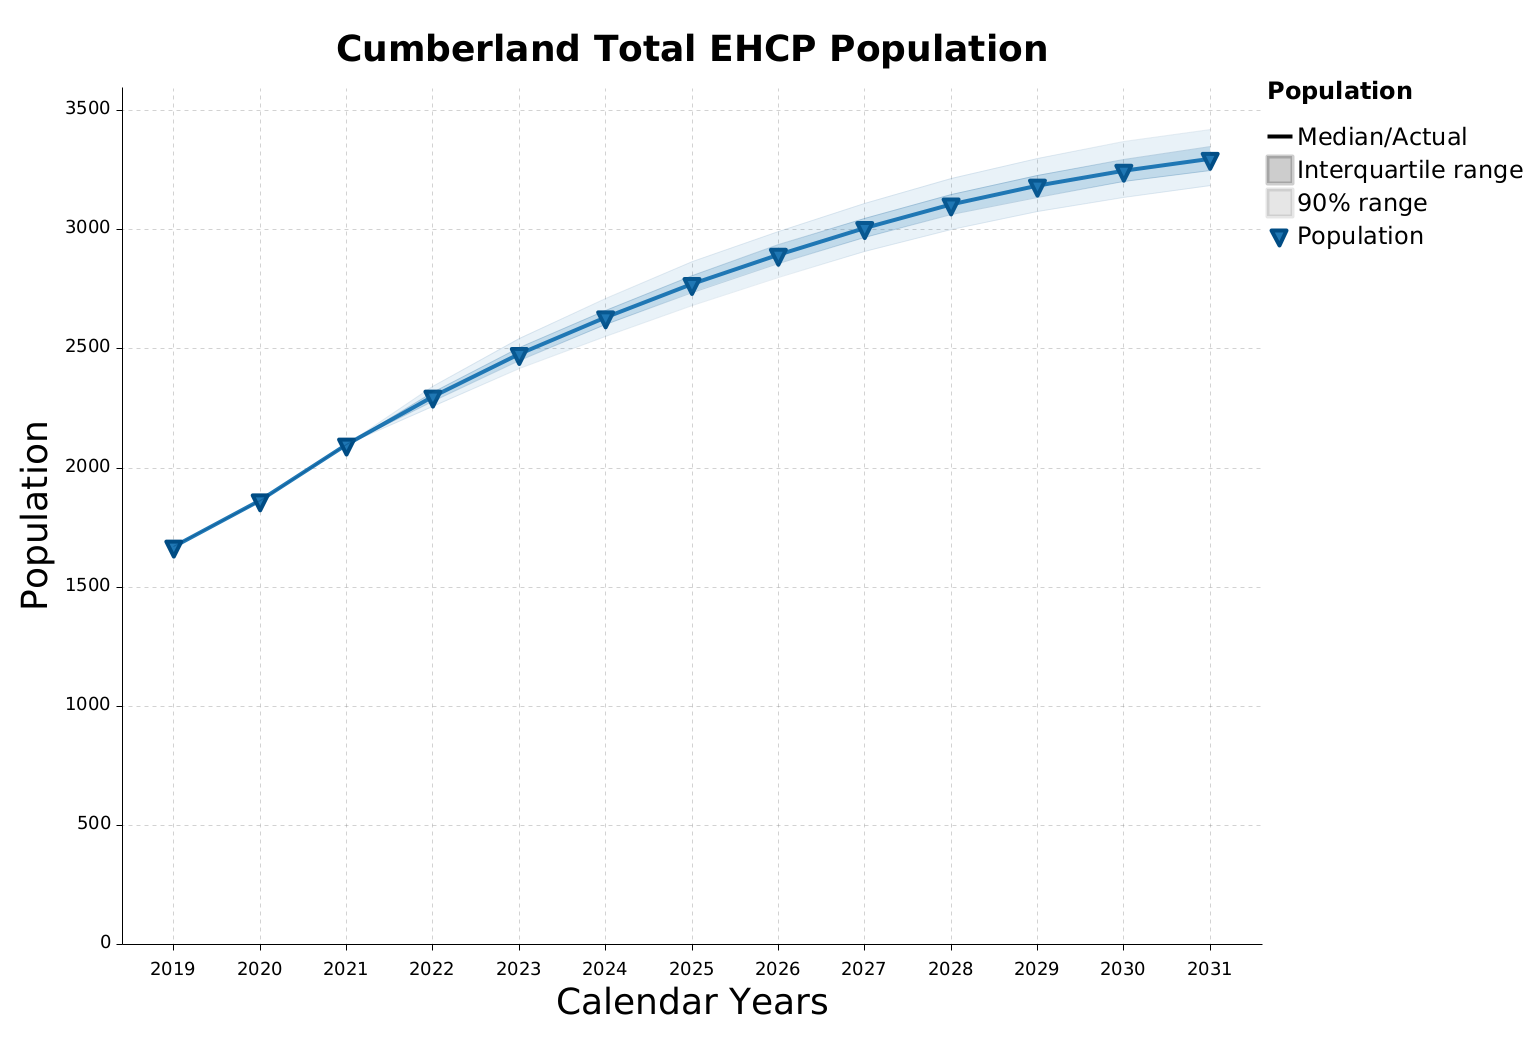 Cumberland Total EHCP Population
Population
Median/Actual
Interquartile range
90% range
Population
3500
3000
2500
2000
1500
1000
500
0
Population
2019 2020 2021 2022 2023 2024 2025 2026 2027 2028 2029 2030 2031
Calendar Years